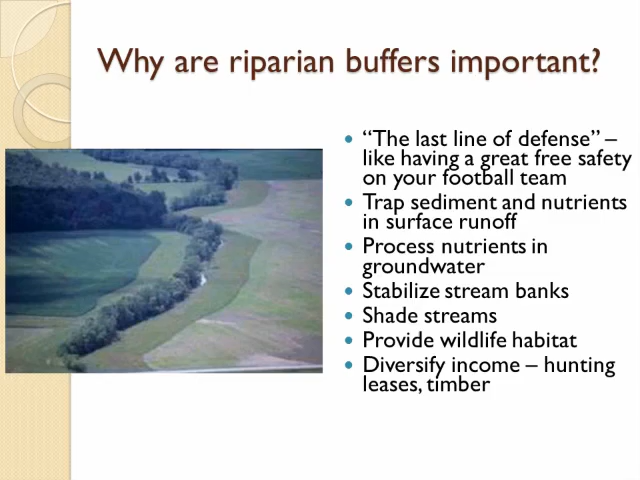 Why are riparian buffers important?
• “The last line of defense” –
like having a great free safety
on your football team
• Trap sediment and nutrients
in surface runoff
• Process nutrients in
groundwater
• Stabilize stream banks
• Shade streams
• Provide wildlife habitat
• Diversify income – hunting
leases, timber